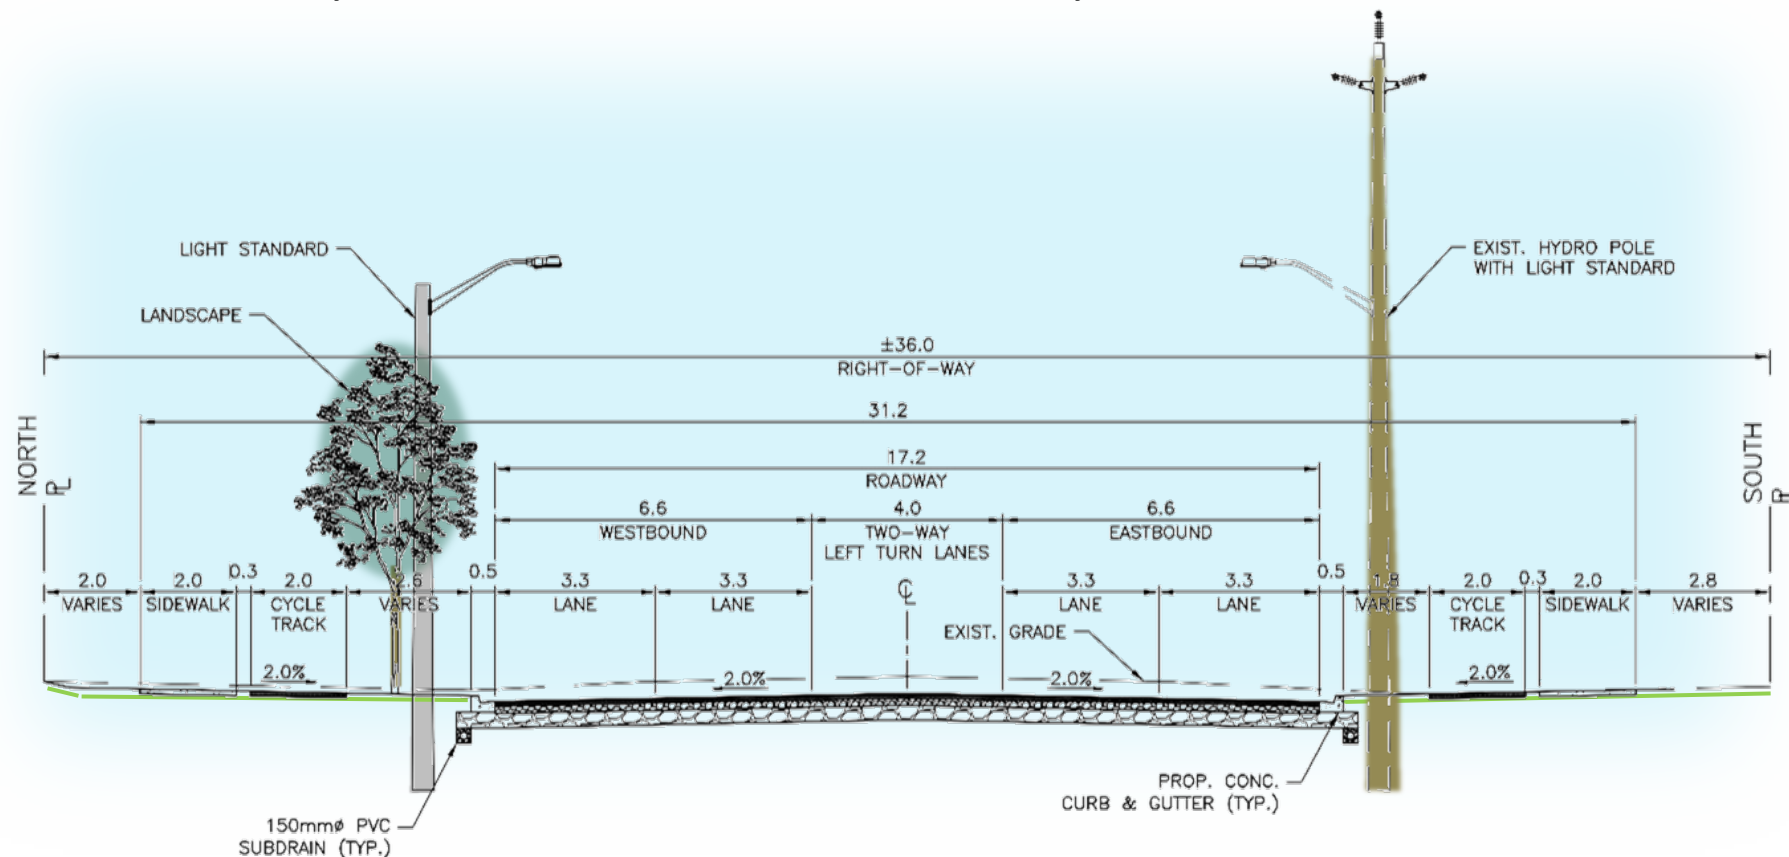 LIGHT STANDARD
EXIST. HYDRO POLE
WITH LIGHT STANDARD
LANDSCAPE
±36.0
RIGHT-OF-WAY
31.2
NORTH
PL
SOUTH
PL
17.2
ROADWAY
6.6
WESTBOUND
4.0
TWO-WAY
LEFT TURN LANES
6.6
EASTBOUND
2.0
VARIES
2.0
SIDEWALK
0.3
2.0
CYCLE
TRACK
2.6
VARIES
0.5
3.3
LANE
3.3
LANE
CL
3.3
LANE
3.3
LANE
0.5
1.8
VARIES
2.0
CYCLE
TRACK
0.3
2.0
SIDEWALK
2.8
VARIES
EXIST. GRADE
2.0%
2.0%
2.0%
2.0%
PROP. CONC.
CURB & GUTTER (TYP.)
150mmø PVC
SUBDRAIN (TYP.)